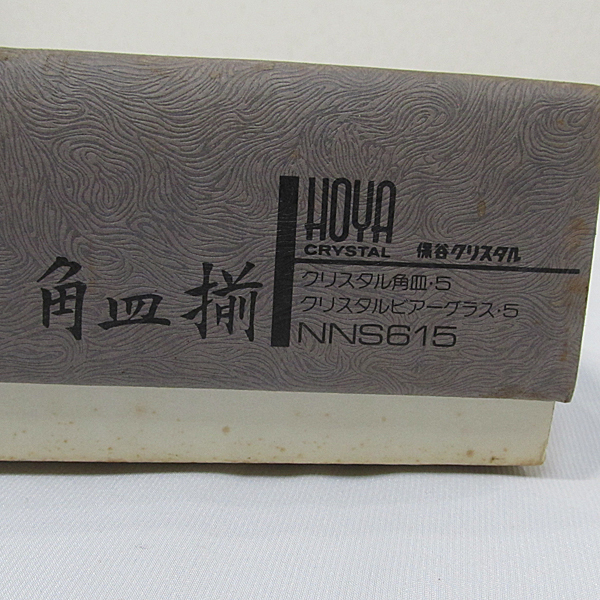 角皿揃
HOYA
CRYSTAL 保谷クリスタル
クリスタル角皿・5
クリスタルビアーグラス・5
NNS615